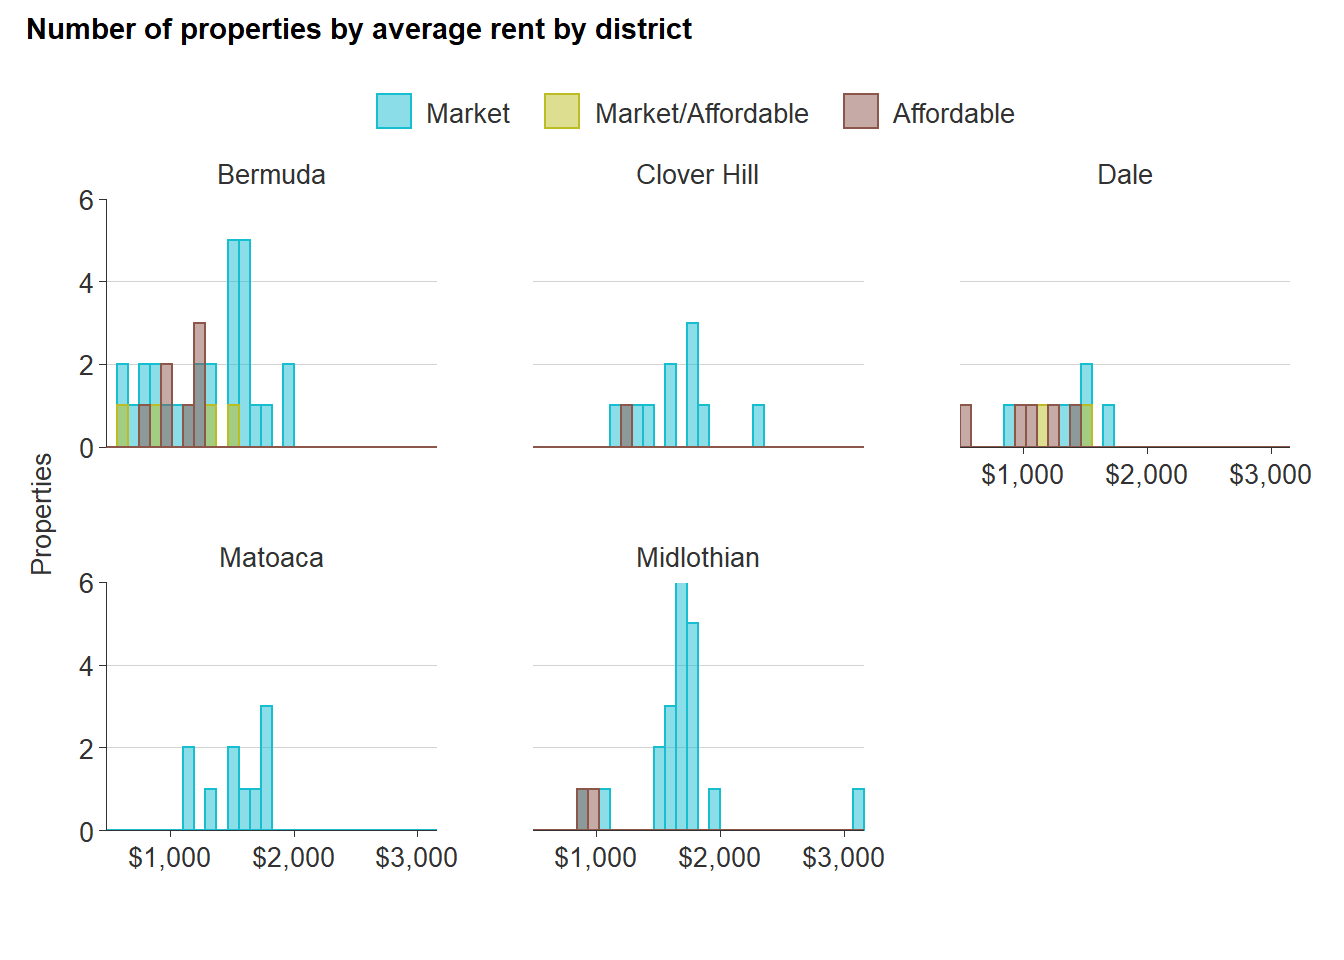 Number of properties by average rent by district
Market Market/Affordable Affordable
Bermuda Clover Hill Dale
6
4
2
0
$1,000 $2,000 $3,000
Properties
Matoaca Midlothian
6
4
2
0
$1,000 $2,000 $3,000 $1,000 $2,000 $3,000